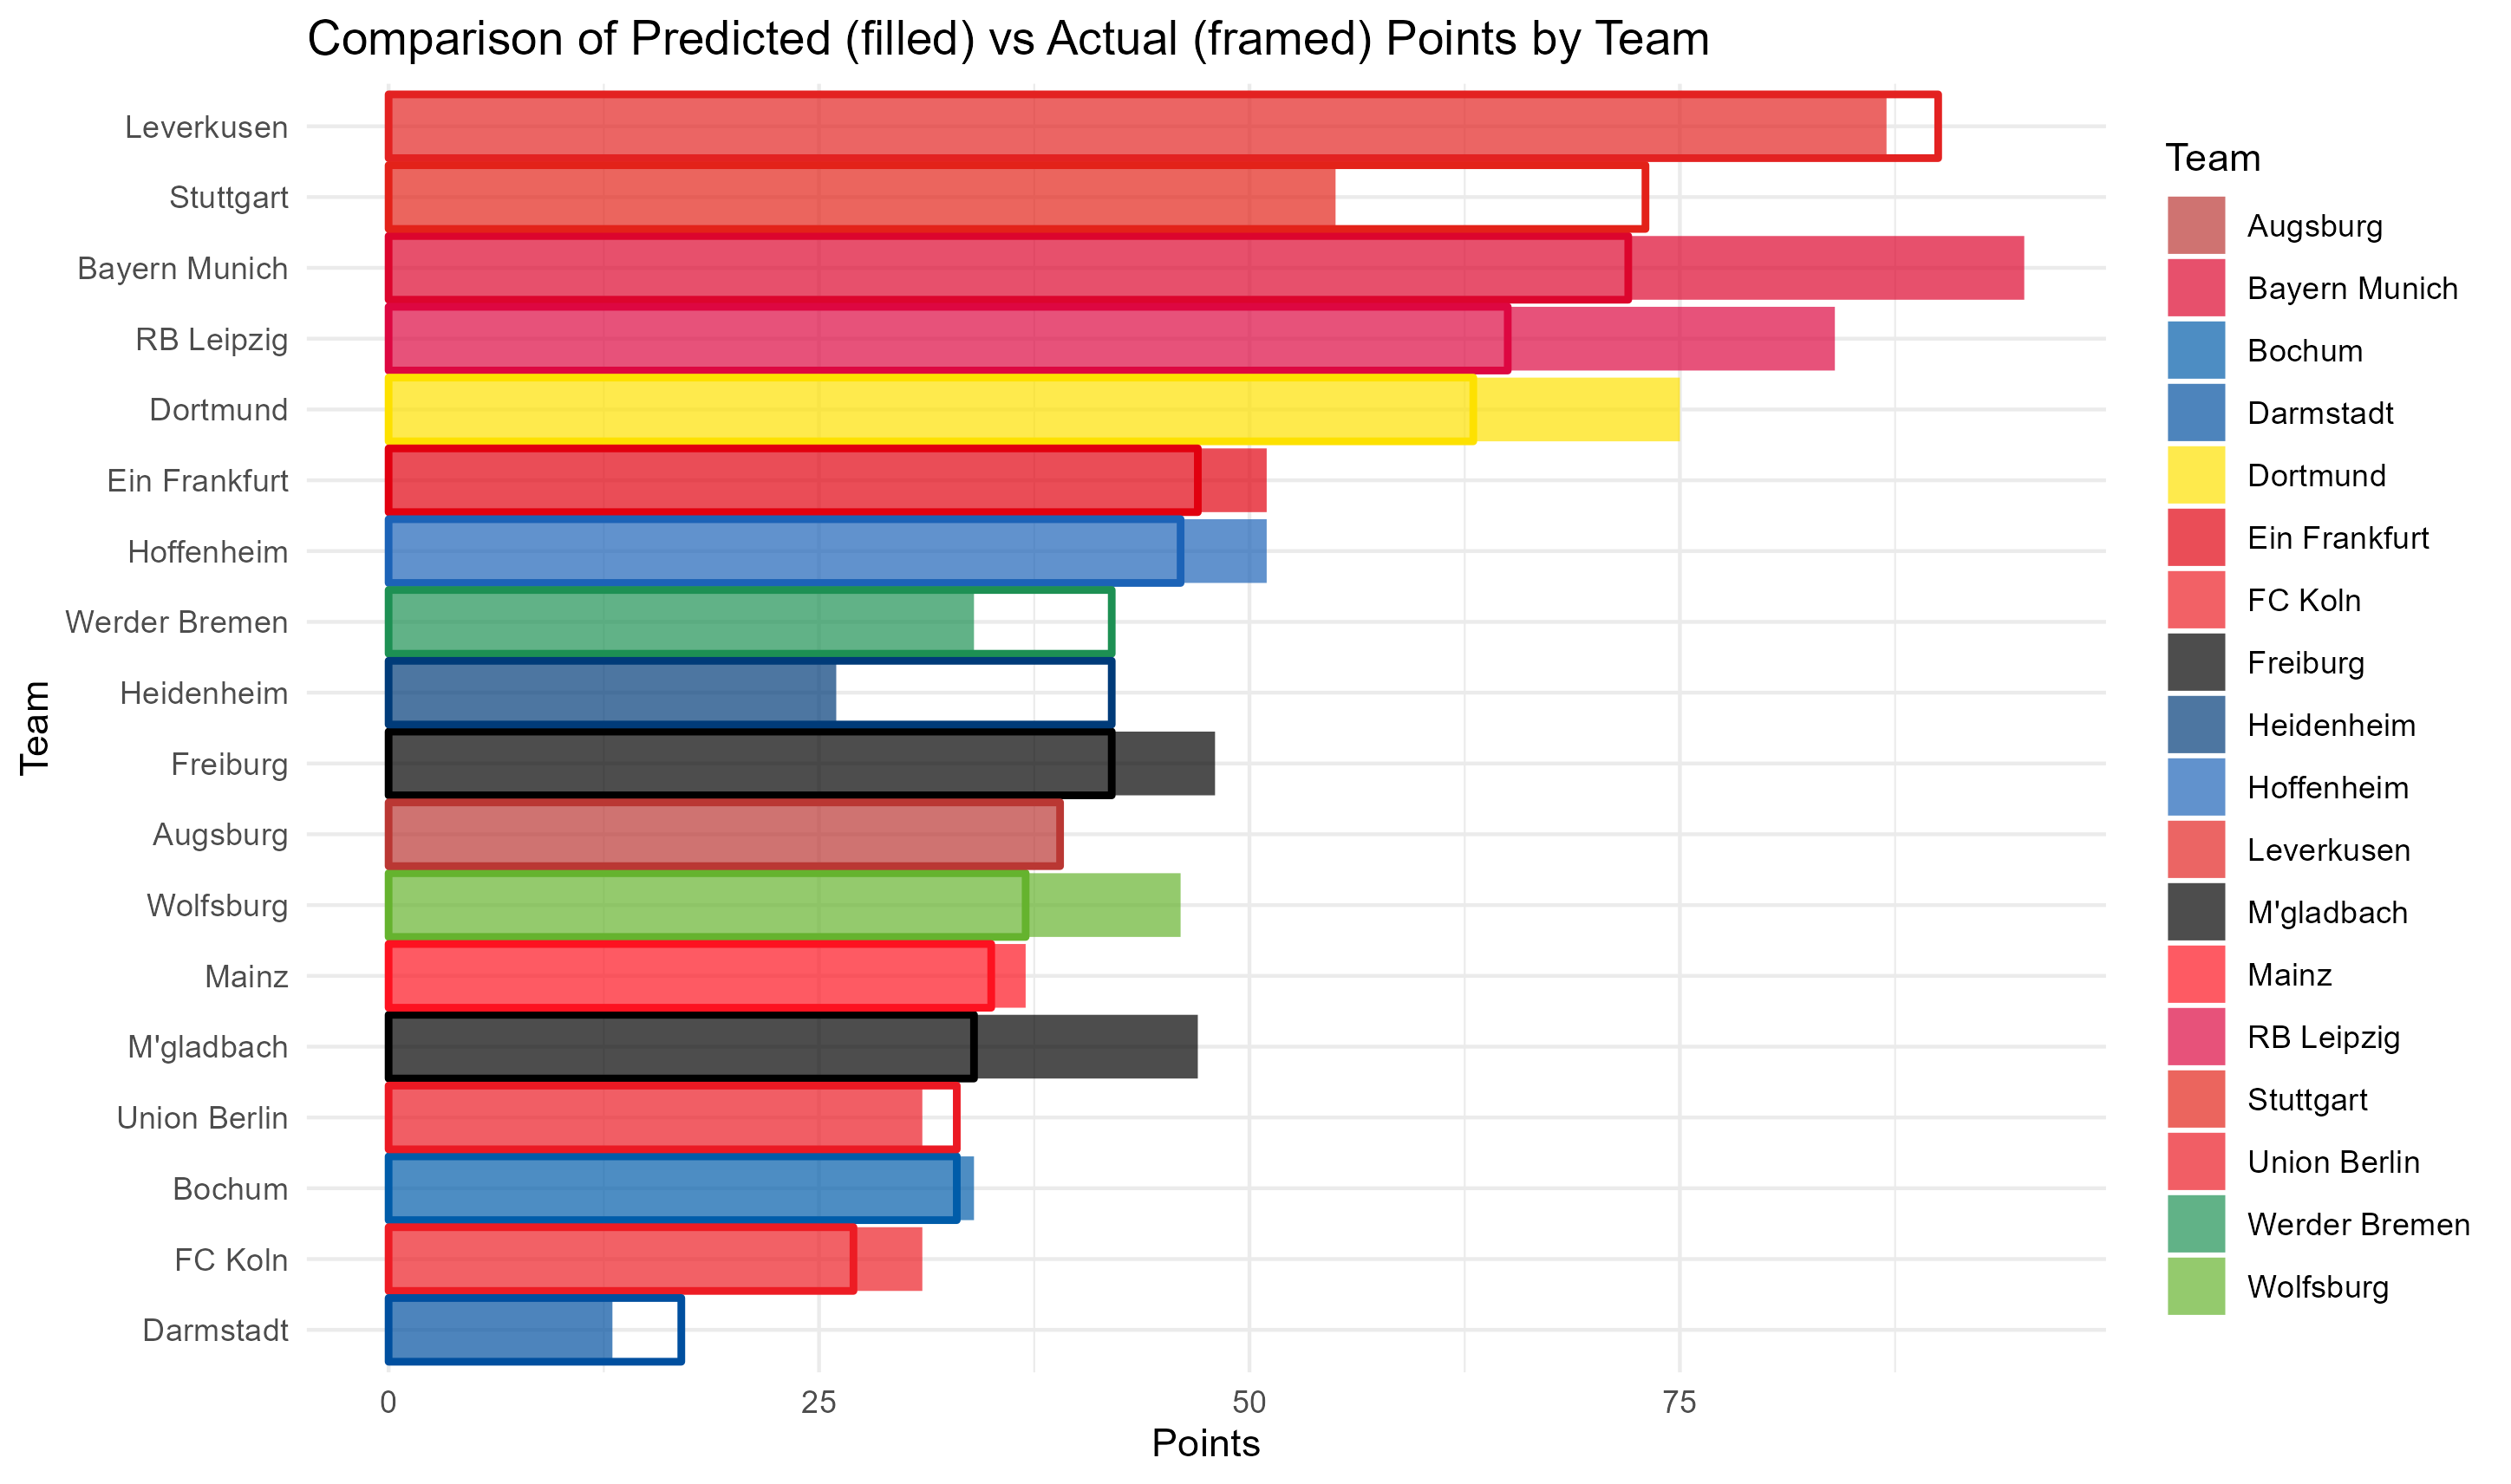 Comparison of Predicted (filled) vs Actual (framed) Points by Team
Team
Leverkusen
Stuttgart
Bayern Munich
RB Leipzig
Dortmund
Ein Frankfurt
Hoffenheim
Werder Bremen
Heidenheim
Freiburg
Augsburg
Wolfsburg
Mainz
M'gladbach
Union Berlin
Bochum
FC Koln
Darmstadt
0 25 50 75
Points
Team
Augsburg
Bayern Munich
Bochum
Darmstadt
Dortmund
Ein Frankfurt
FC Koln
Freiburg
Heidenheim
Hoffenheim
Leverkusen
M'gladbach
Mainz
RB Leipzig
Stuttgart
Union Berlin
Werder Bremen
Wolfsburg